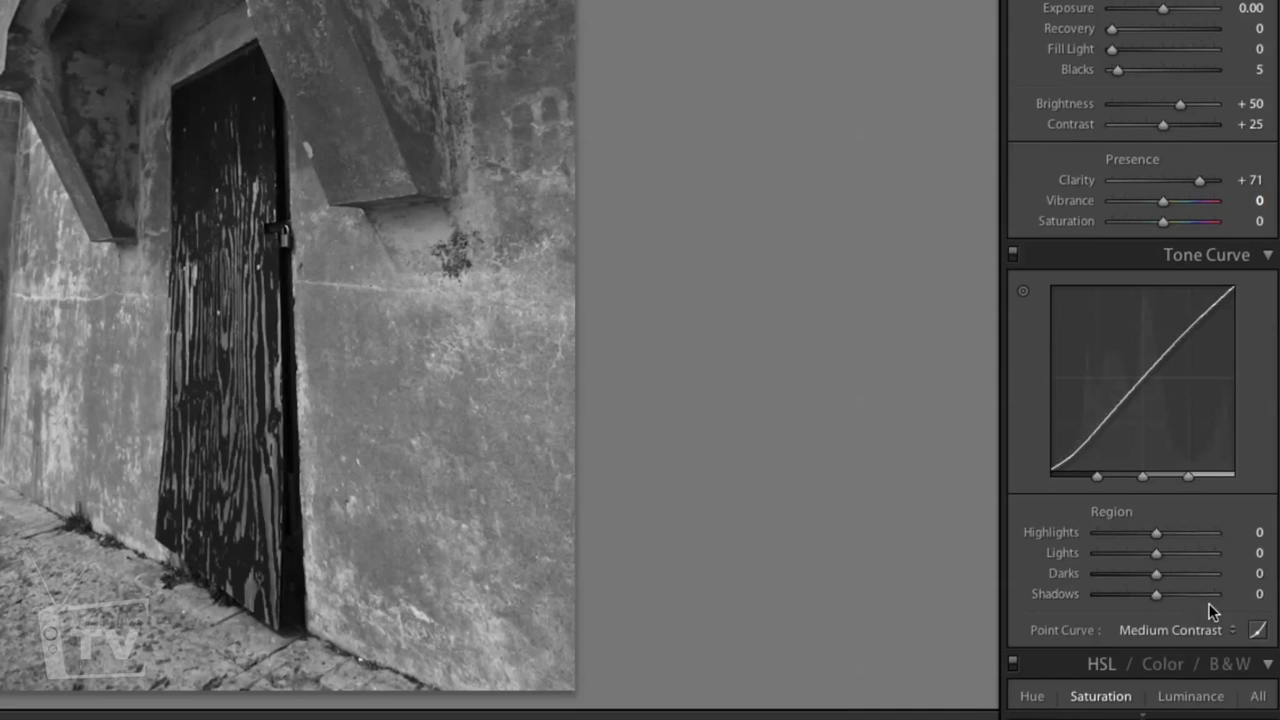 Exposure 0.00
Recovery 0
Fill Light 0
Blacks 5
Brightness + 50
Contrast + 25
Presence
Clarity + 71
Vibrance 0
Saturation 0
Tone Curve
Region
Highlights 0
Lights 0
Darks 0
Shadows 0
Point Curve : Medium Contrast
HSL / Color / B & W
Hue Saturation Luminance All
TV